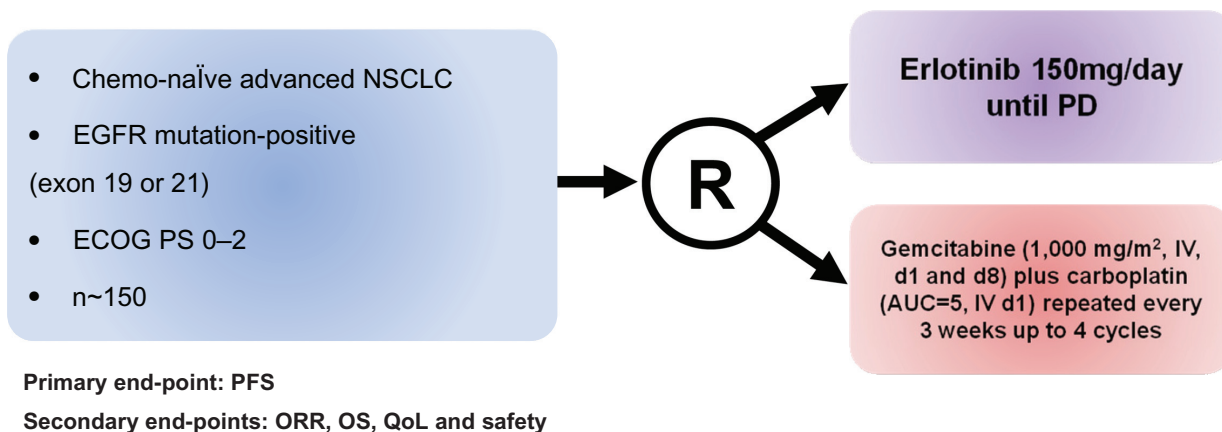 • Chemo-naÏve advanced NSCLC
• EGFR mutation-positive
(exon 19 or 21)
• ECOG PS 0–2
• n~150
R
Erlotinib 150mg/day
until PD
Gemcitabine (1,000 mg/m², IV,
d1 and d8) plus carboplatin
(AUC=5, IV d1) repeated every
3 weeks up to 4 cycles
Primary end-point: PFS
Secondary end-points: ORR, OS, QoL and safety